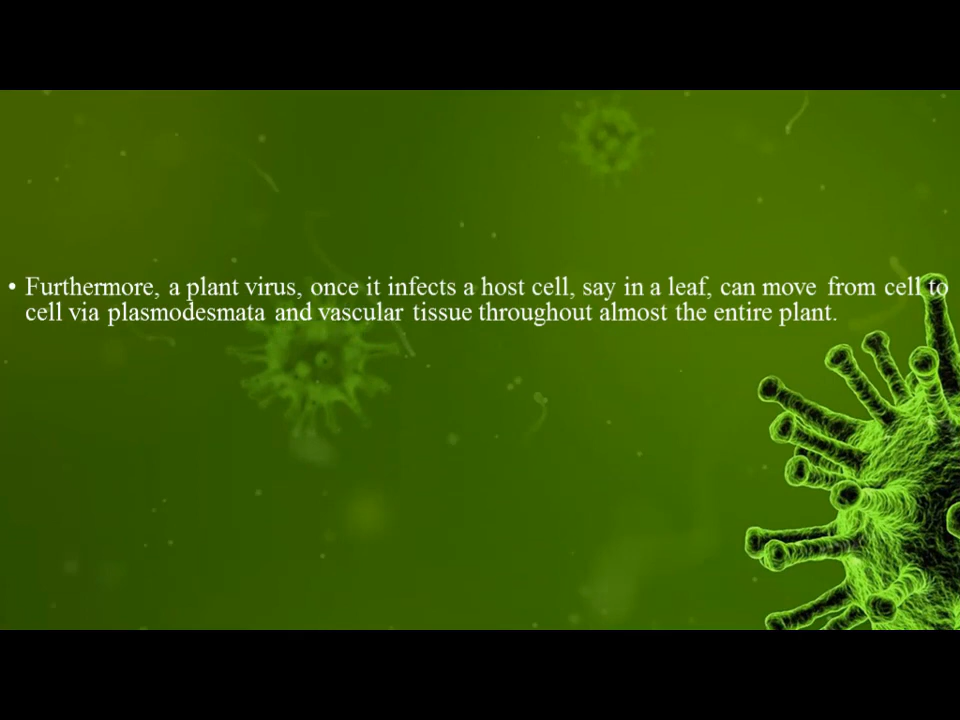 • Furthermore, a plant virus, once it infects a host cell, say in a leaf, can move from cell to
cell via plasmodesmata and vascular tissue throughout almost the entire plant.